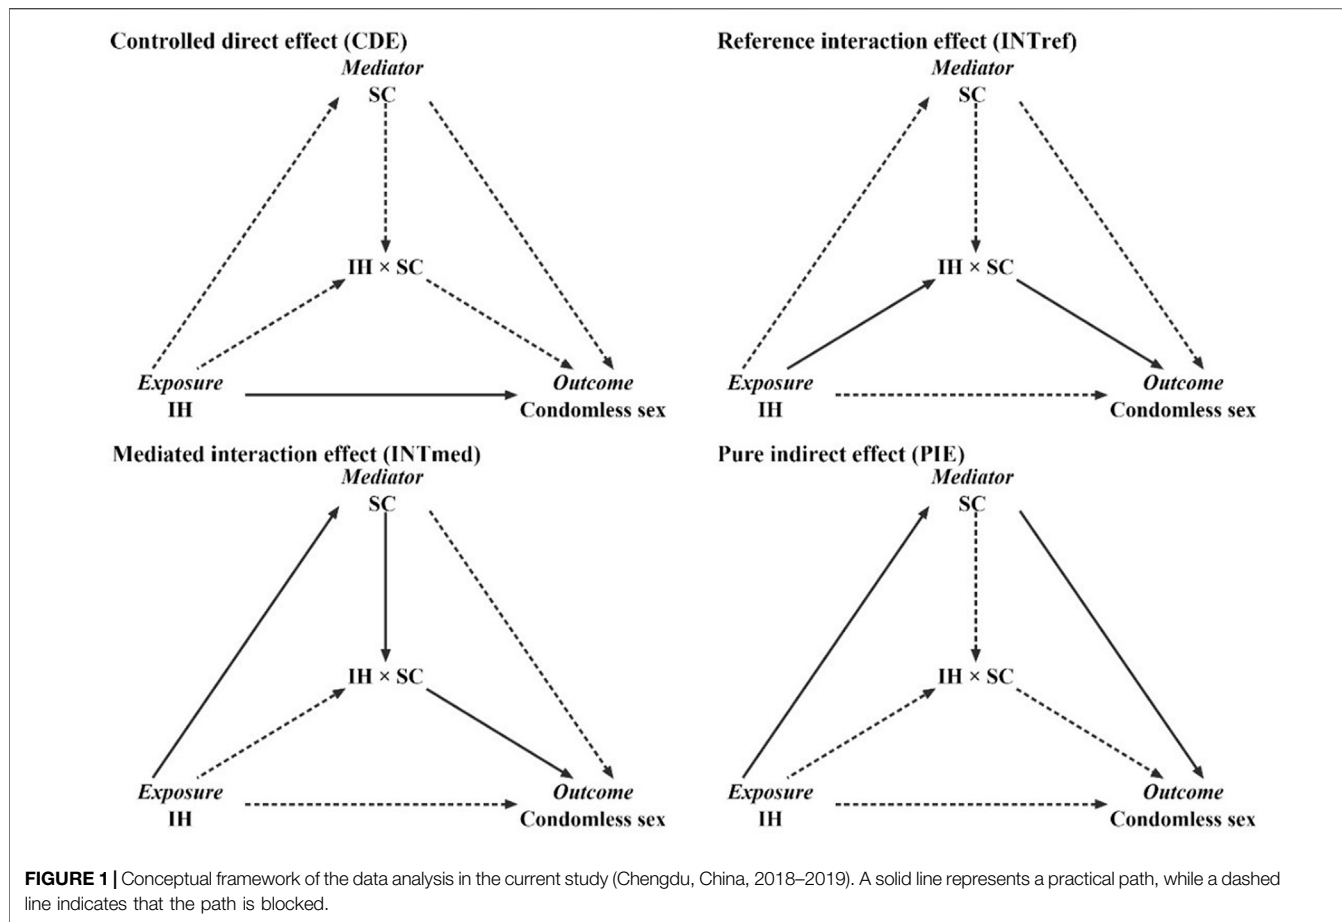 Controlled direct effect (CDE)
Mediator
SC
IH × SC
Exposure
IH
Outcome
Condomless sex
Reference interaction effect (INTref)
Mediator
SC
IH × SC
Exposure
IH
Outcome
Condomless sex
Mediated interaction effect (INTmed)
Mediator
SC
IH × SC
Exposure
IH
Outcome
Condomless sex
Pure indirect effect (PIE)
Mediator
SC
IH × SC
Exposure
IH
Outcome
Condomless sex
FIGURE 1 | Conceptual framework of the data analysis in the current study (Chengdu, China, 2018–2019). A solid line represents a practical path, while a dashed
line indicates that the path is blocked.